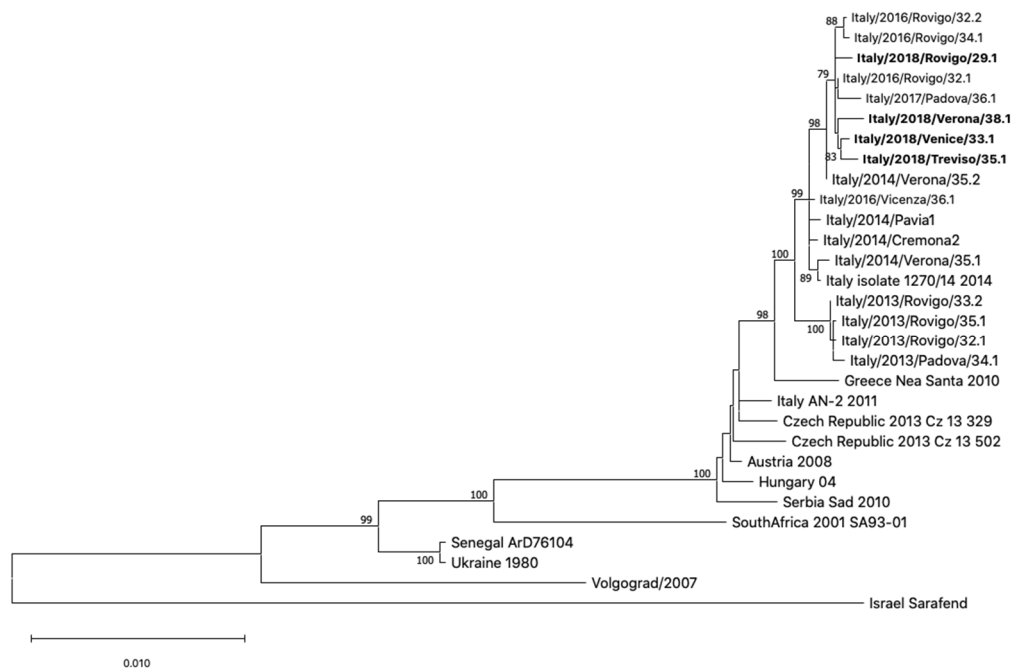 88
Italy/2016/Rovigo/32.2
Italy/2016/Rovigo/34.1
Italy/2018/Rovigo/29.1
79
Italy/2016/Rovigo/32.1
Italy/2017/Padova/36.1
98
Italy/2018/Verona/38.1
Italy/2018/Venice/33.1
83
Italy/2018/Treviso/35.1
Italy/2014/Verona/35.2
99
Italy/2016/Vicenza/36.1
Italy/2014/Pavia1
Italy/2014/Cremona2
100
Italy/2014/Verona/35.1
89
Italy isolate 1270/14 2014
Italy/2013/Rovigo/33.2
98
Italy/2013/Rovigo/35.1
100
Italy/2013/Rovigo/32.1
Italy/2013/Padova/34.1
Greece Nea Santa 2010
Italy AN-2 2011
Czech Republic 2013 Cz 13 329
Czech Republic 2013 Cz 13 502
Austria 2008
100
Hungary 04
Serbia Sad 2010
100
SouthAfrica 2001 SA93-01
99
Senegal ArD76104
100
Ukraine 1980
Volgograd/2007
Israel Sarafend
0.010